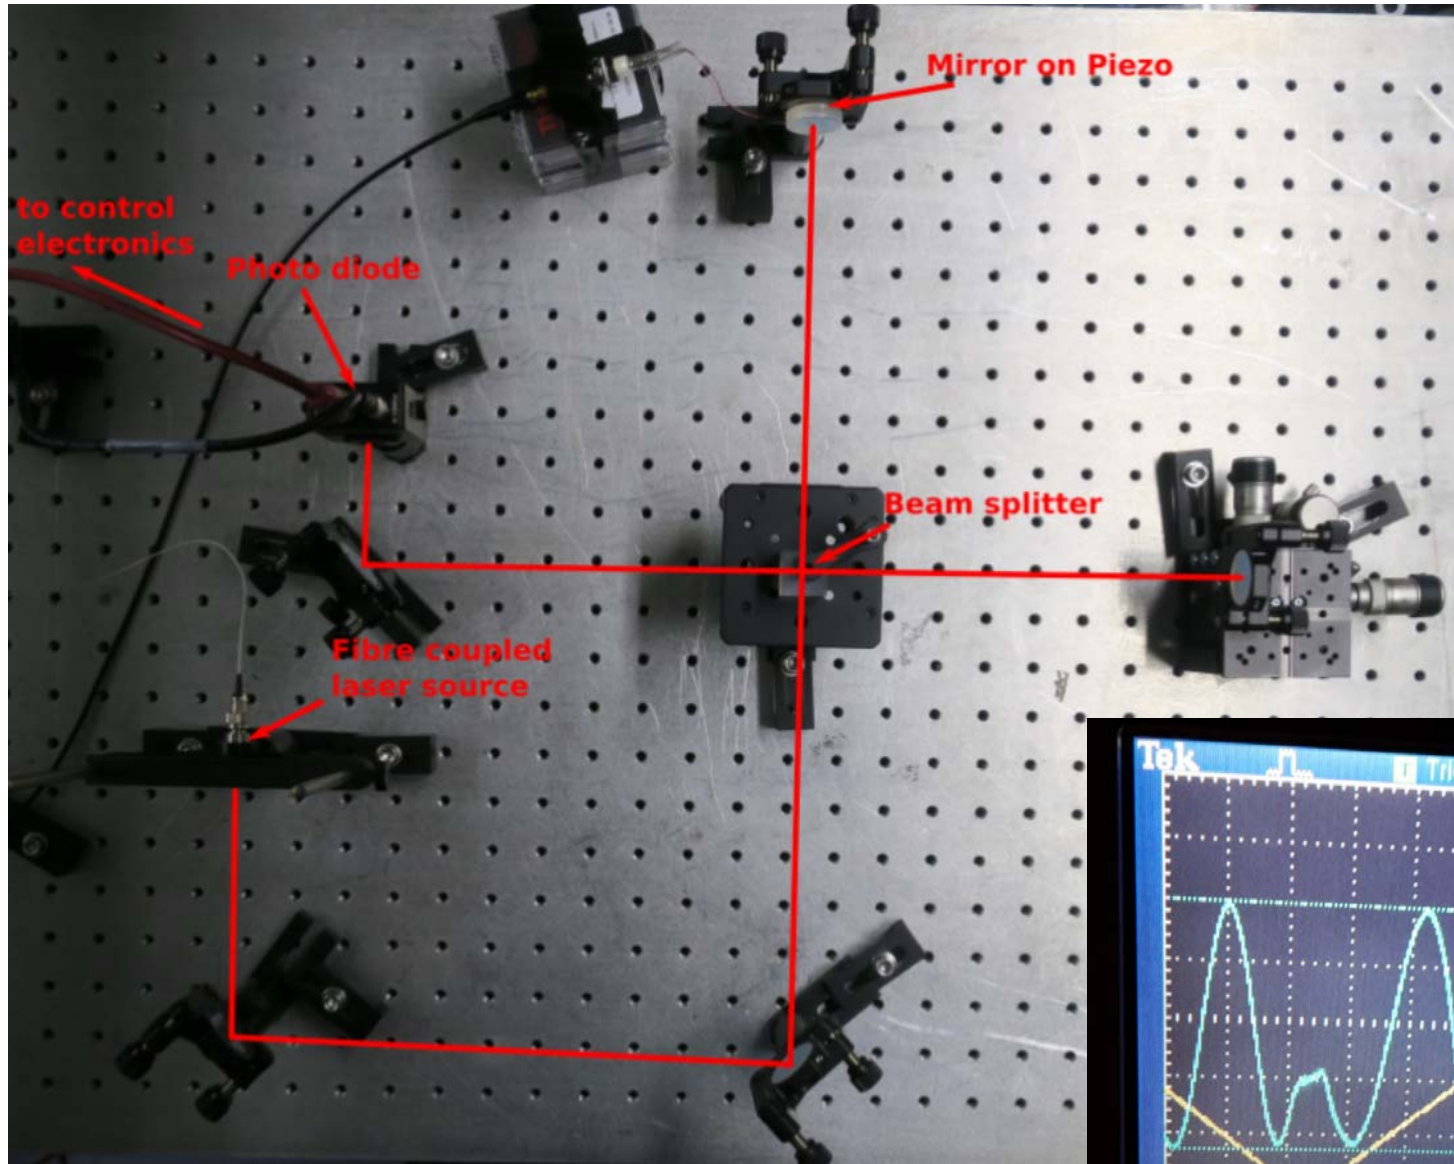 Mirror on Piezo
to control
electronics
Photo diode
Beam splitter
Fibre coupled
laser source
Tek